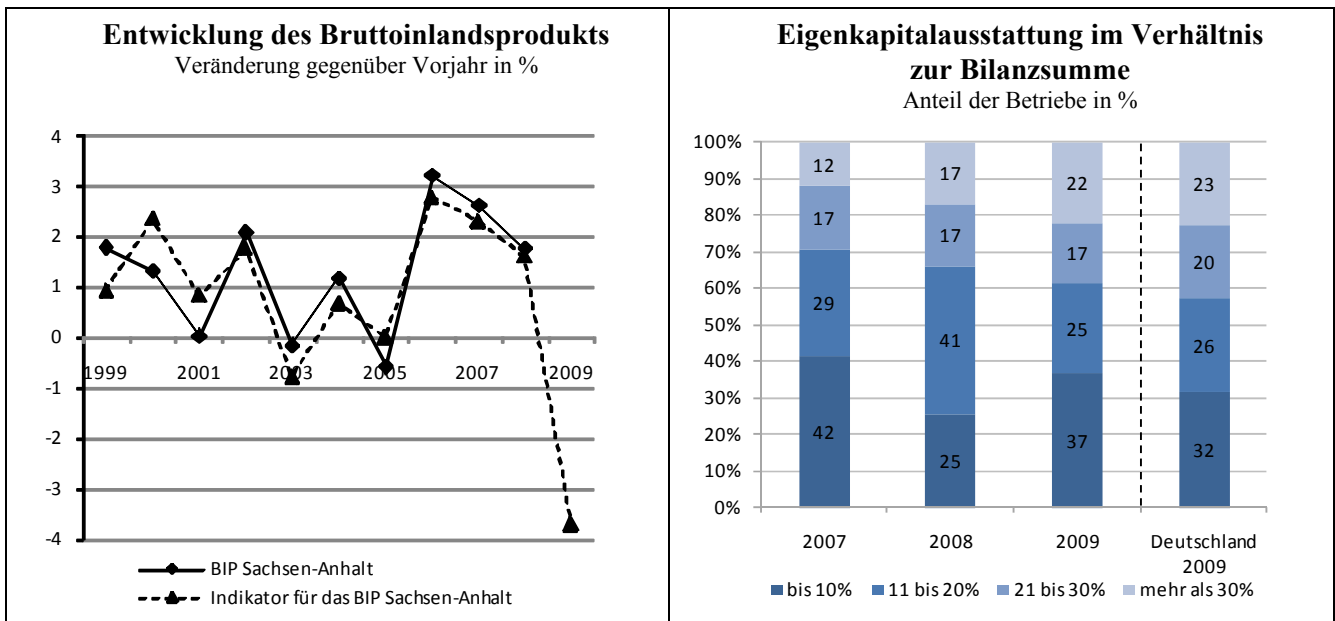 Entwicklung des Bruttoinlandsprodukts
Veränderung gegenüber Vorjahr in %
4
3
2
1
0
-1
-2
-3
-4
1999 2001 2003 2005 2007 2009
BIP Sachsen-Anhalt
Indikator für das BIP Sachsen-Anhalt
Eigenkapitalausstattung im Verhältnis
zur Bilanzsumme
Anteil der Betriebe in %
100%
90%
80%
70%
60%
50%
40%
30%
20%
10%
0%
12 17 22 23
17 17 17 20
29 41 25 26
42 25 37 32
2007 2008 2009 Deutschland
2009
bis 10% 11 bis 20% 21 bis 30% mehr als 30%